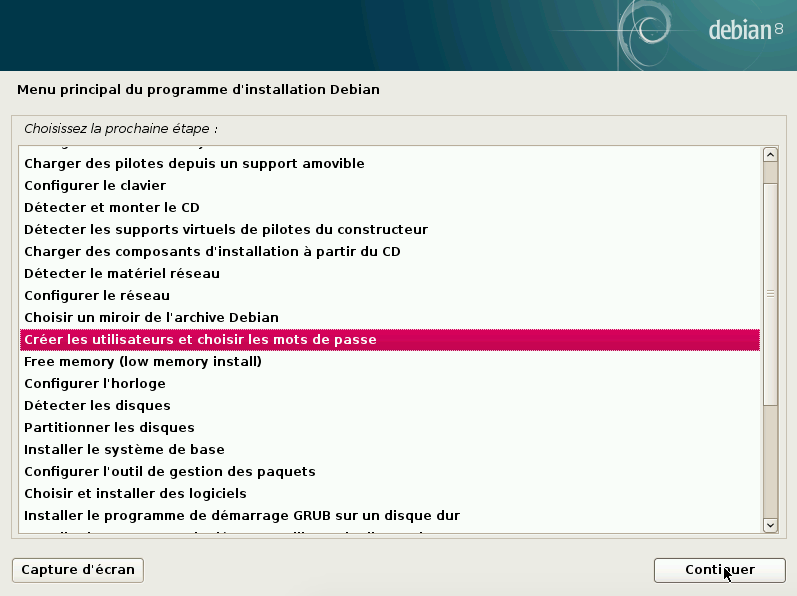 debian 8
Menu principal du programme d'installation Debian
Choisissez la prochaine étape :
Charger des pilotes depuis un support amovible
Configurer le clavier
Détecter et monter le CD
Détecter les supports virtuels de pilotes du constructeur
Charger des composants d'installation à partir du CD
Détecter le matériel réseau
Configurer le réseau
Choisir un miroir de l'archive Debian
Créer les utilisateurs et choisir les mots de passe
Free memory (low memory install)
Configurer l'horloge
Détecter les disques
Partitionner les disques
Installer le système de base
Configurer l'outil de gestion des paquets
Choisir et installer des logiciels
Installer le programme de démarrage GRUB sur un disque dur
Capture d'écran
Continuer